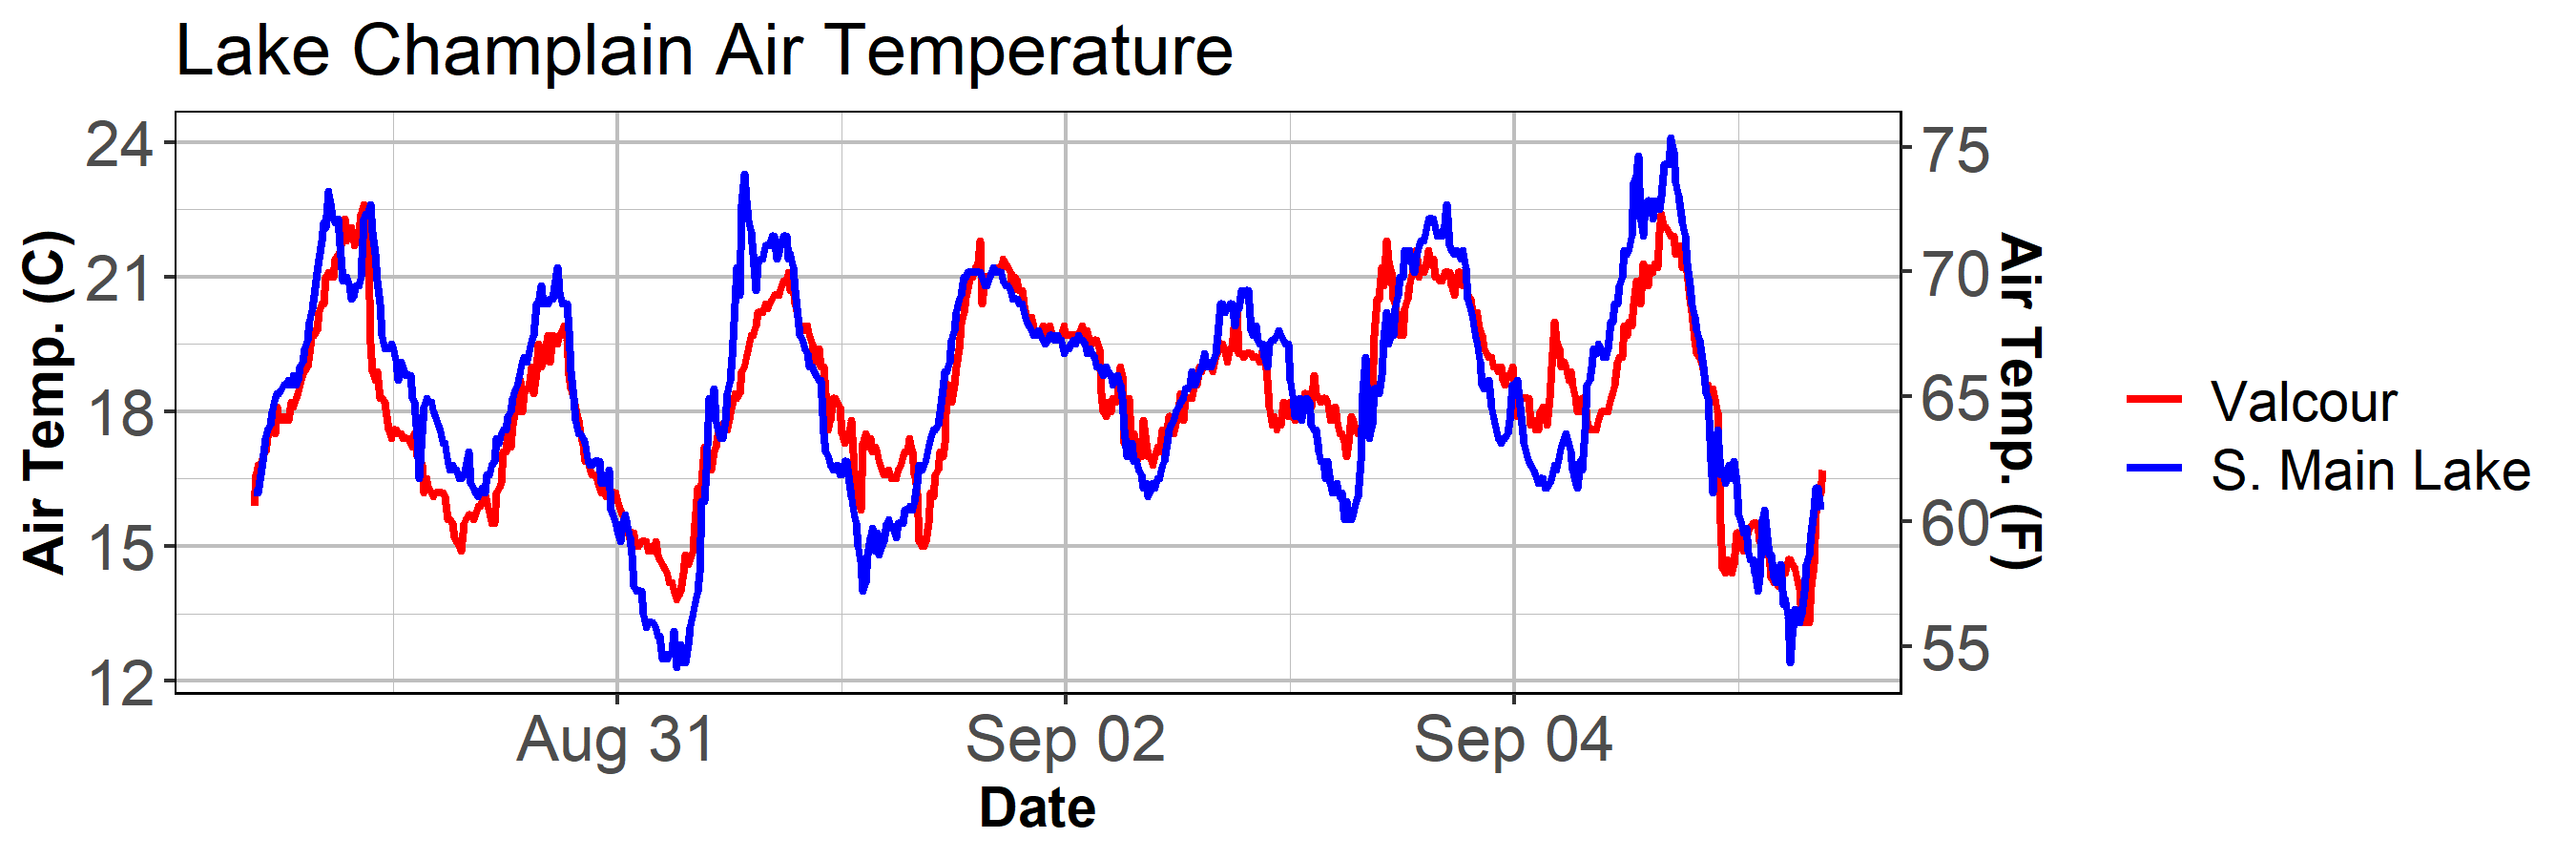 Lake Champlain Air Temperature
Air Temp. (C)
24
21
18
15
12
75
70
65
60
55
Air Temp. (F)
Aug 31
Sep 02
Sep 04
Date
Valcour
S. Main Lake